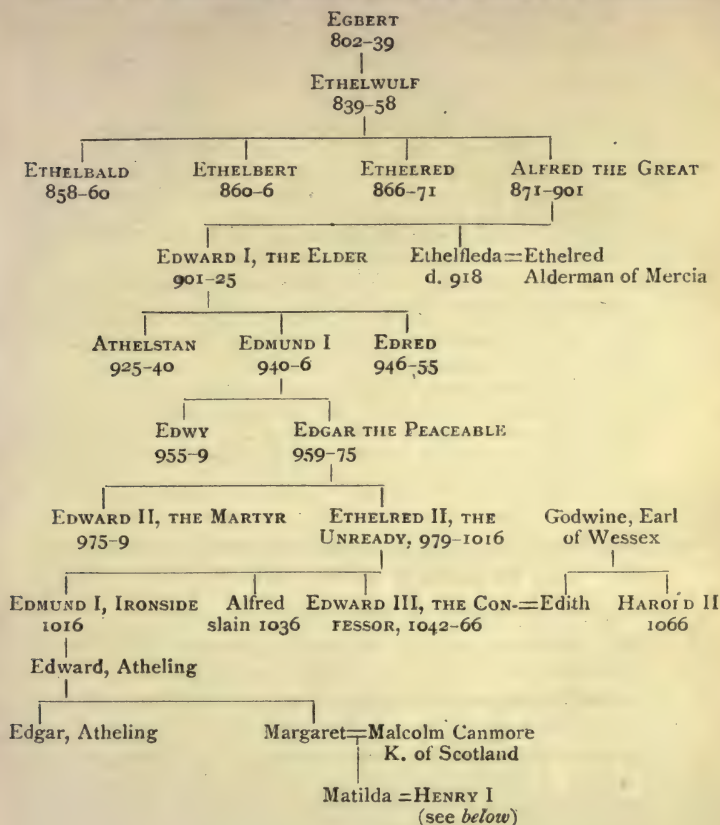 EGBERT
802-39
ETHELWULF
839-58
ETHELBALD ETHELBERT ETHELRED ALFRED THE GREAT
858-60 860-6 866-71 871-901
EDWARD I, THE ELDER Ethelfleda=Ethelred
901-25 d. 918 Alderman of Mercia
ATHELSTAN EDMUND I EDRED
925-40 940-6 946-55
EDWY EDGAR THE PEACEABLE
955-9 959-75
EDWARD II, THE MARTYR ETHELRED II, THE Godwine, Earl
975-9 UNREADY, 979-1016 of Wessex
EDMUND I, IRONSIDE Alfred EDWARD III, THE CON-=Edith HAROLD II
1016 slain 1036 FESSOR, 1042-66 1066
Edward, Atheling
Edgar, Atheling Margaret=Malcolm Canmore
K. of Scotland
Matilda =HENRY I
(see below)